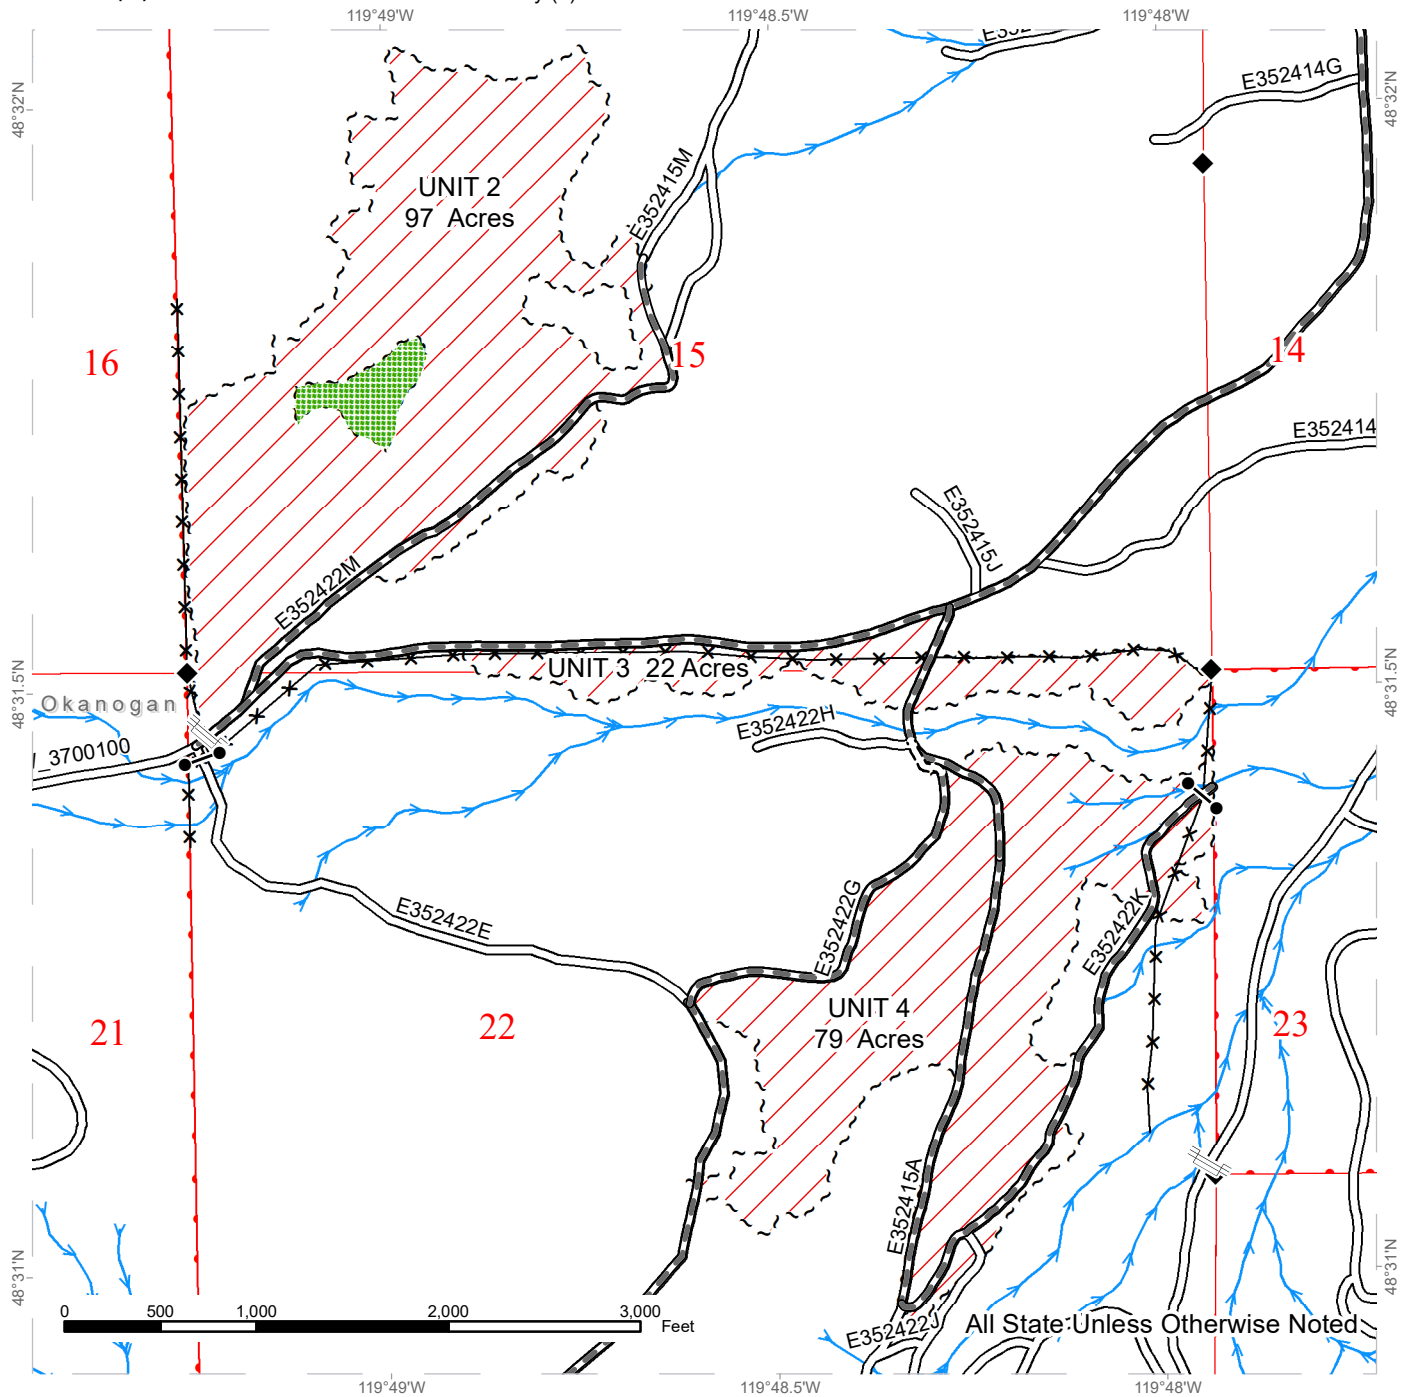 119°49'W
119°48.5'W
119°48'W
E352414G
48°32'N
48°32'N
E352415M
UNIT 2
97 Acres
16
15
14
E352414
E352415J
E352422M
UNIT 3 22 Acres
48°31.5'N
48°31.5'N
Okanogan
E352422H
_3700100
E352422G
E352422K
E352422E
UNIT 4
79 Acres
21
22
23
E352415A
48°31'N
48°31'N
0 500 1,000 2,000 3,000
Feet
E352422J
All State Unless Otherwise Noted
119°49'W
119°48.5'W
119°48'W